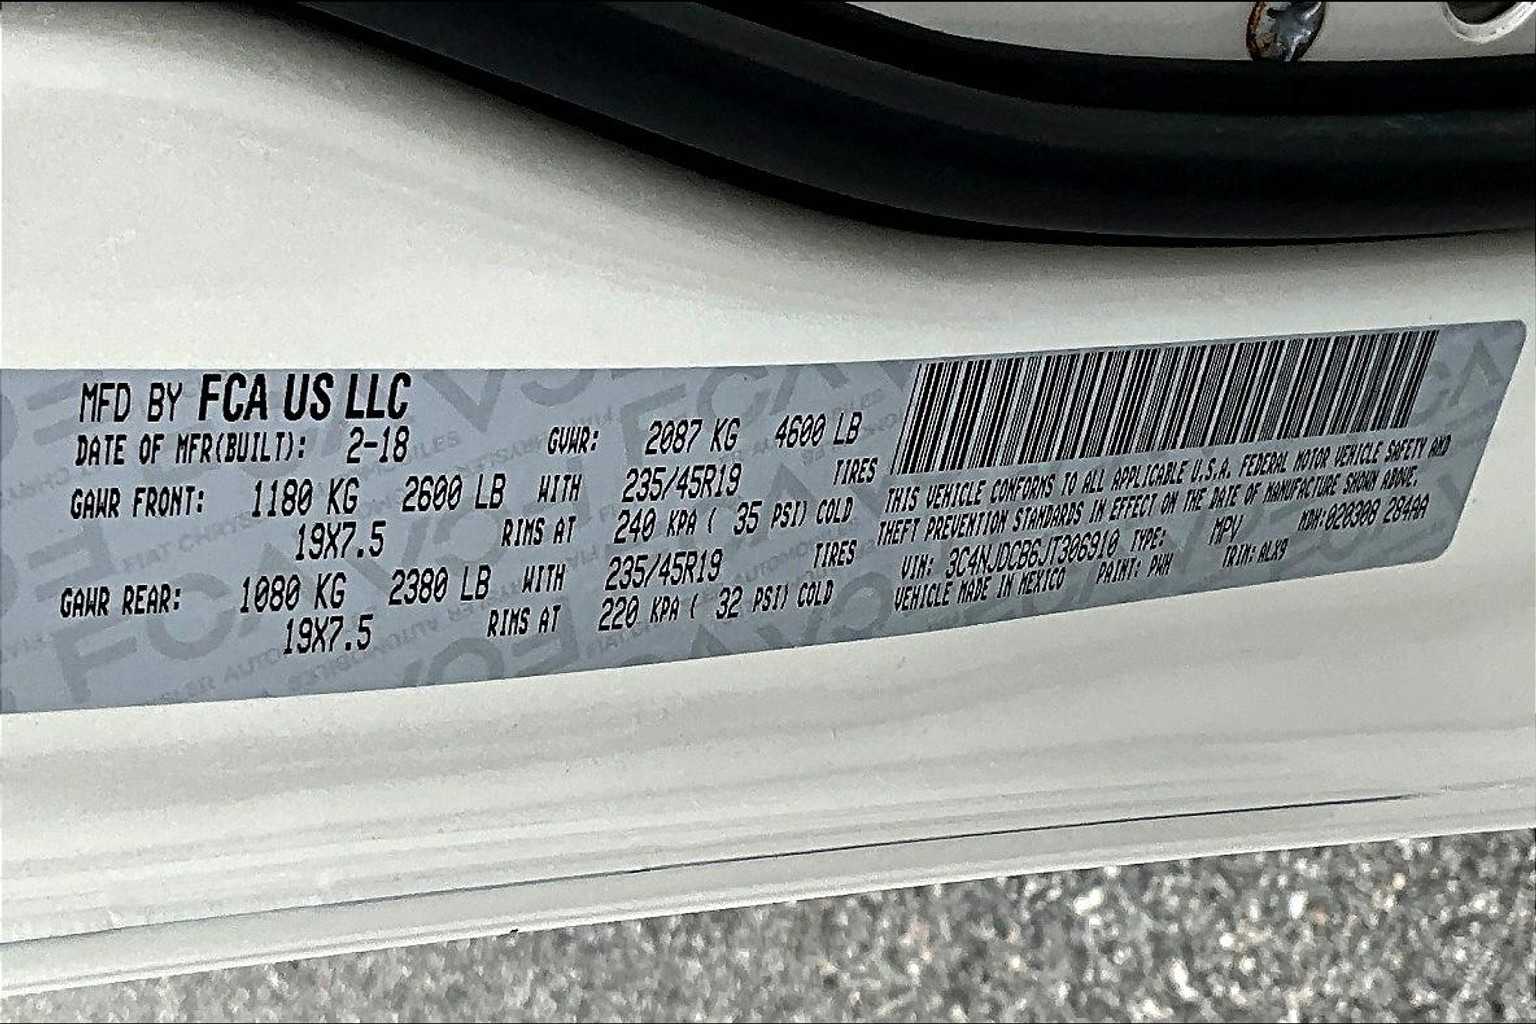 MFD BY FCA US LLC
DATE OF MFR(BUILT): 2-18 GVWR: 2087 KG 4600 LB
GAWR FRONT: 1180 KG 2600 LB WITH 235/45R19 TIRES
19X7.5 RIMS AT 240 KPA ( 35 PSI) COLD
GAWR REAR: 1080 KG 2380 LB WITH 235/45R19 TIRES
19X7.5 RIMS AT 220 KPA ( 32 PSI) COLD
THIS VEHICLE CONFORMS TO ALL APPLICABLE U.S.A. FEDERAL MOTOR VEHICLE SAFETY AND
THEFT PREVENTION STANDARDS IN EFFECT ON THE DATE OF MANUFACTURE SHOWN ABOVE.
VIN: 3C4NJDCB6JT306910 TYPE: MPV MDH:020308 284AA
VEHICLE MADE IN MEXICO PAINT: PWH TRIM: ALX9